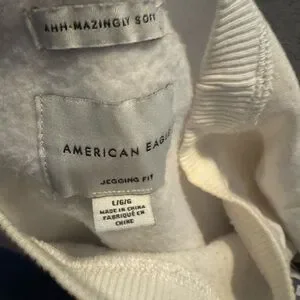 AHH-MAZINGLY SOFT
AMERICAN EAGLE
JEGGING FIT
L/G/G
MADE IN CHINA
FABRIQUÉ EN
CHINE